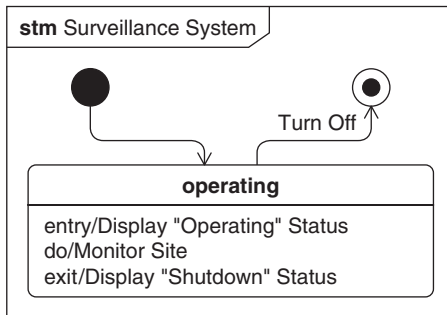 stm Surveillance System
Turn Off
operating
entry/Display "Operating" Status
do/Monitor Site
exit/Display "Shutdown" Status